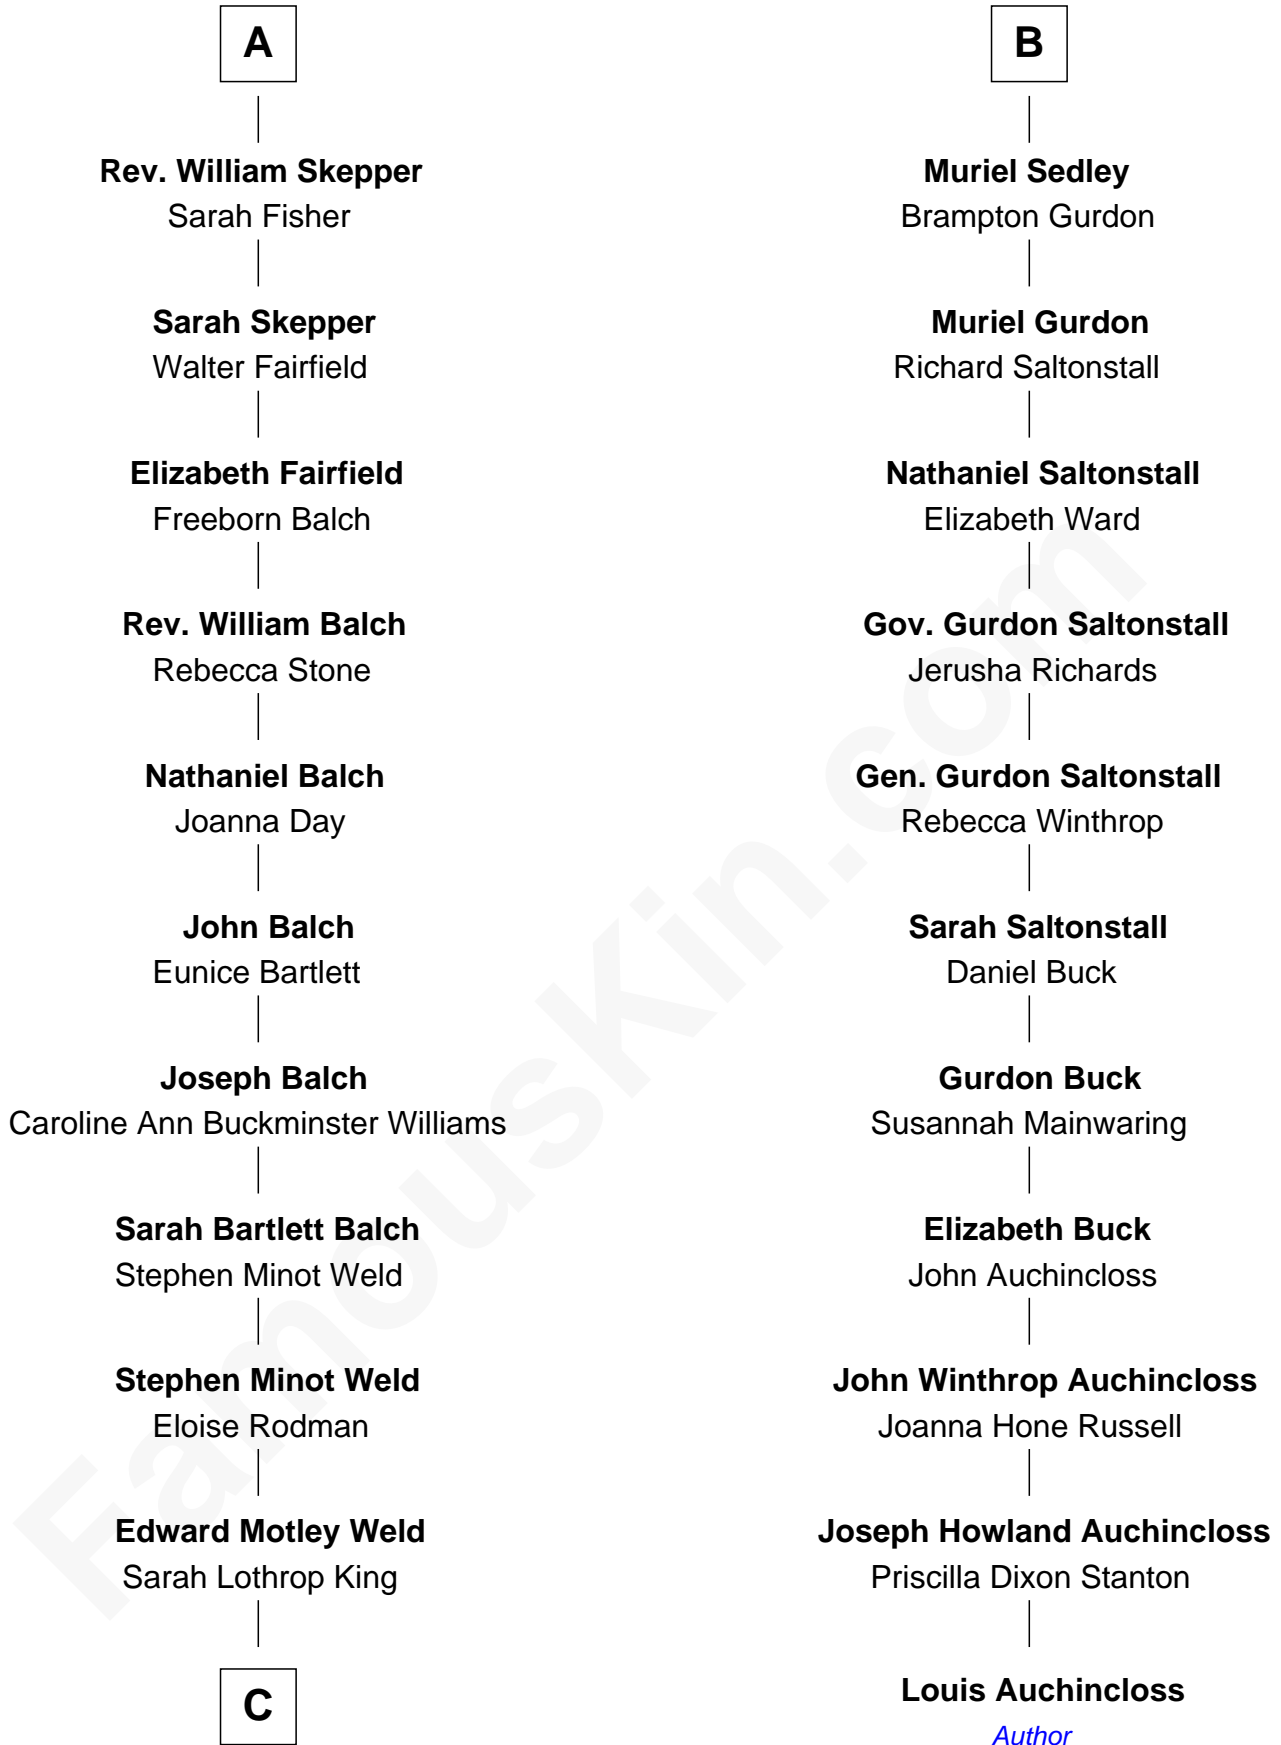 A
Rev. William Skepper
Sarah Fisher
Sarah Skepper
Walter Fairfield
Elizabeth Fairfield
Freeborn Balch
Rev. William Balch
Rebecca Stone
Nathaniel Balch
Joanna Day
John Balch
Eunice Bartlett
Joseph Balch
Caroline Ann Buckminster Williams
Sarah Bartlett Balch
Stephen Minot Weld
Stephen Minot Weld
Eloise Rodman
Edward Motley Weld
Sarah Lothrop King
C
B
Muriel Sedley
Brampton Gurdon
Muriel Gurdon
Richard Saltonstall
Nathaniel Saltonstall
Elizabeth Ward
Gov. Gurdon Saltonstall
Jerusha Richards
Gen. Gurdon Saltonstall
Rebecca Winthrop
Sarah Saltonstall
Daniel Buck
Gurdon Buck
Susannah Mainwaring
Elizabeth Buck
John Auchincloss
John Winthrop Auchincloss
Joanna Hone Russell
Joseph Howland Auchincloss
Priscilla Dixon Stanton
Louis Auchincloss
Author
FamousKin.com